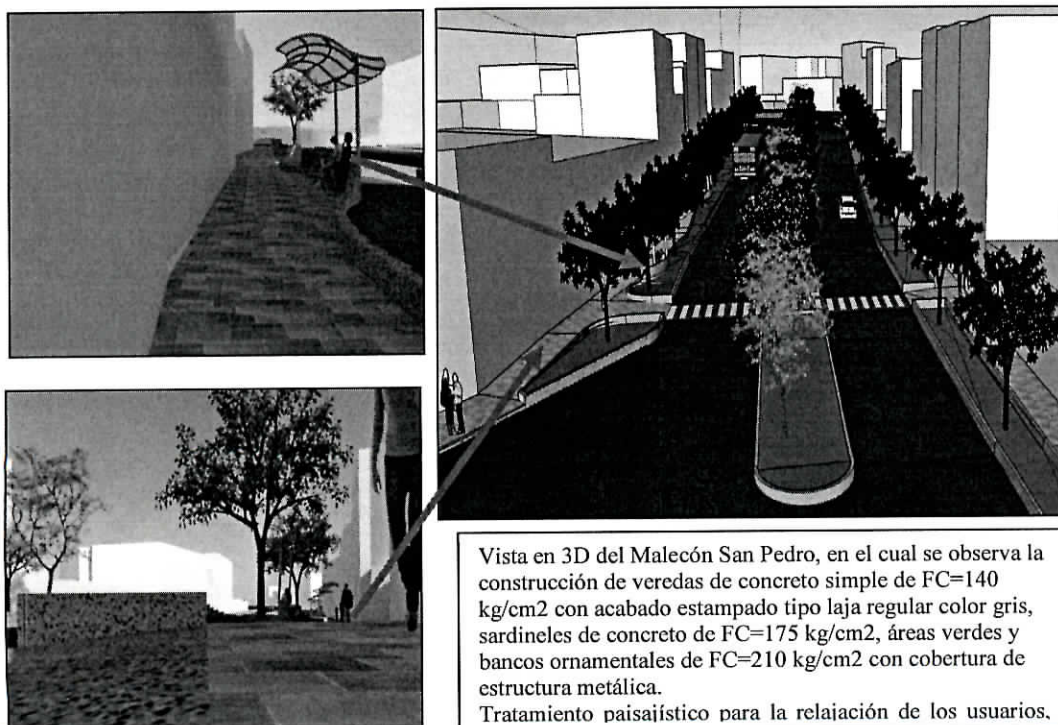 Vista en 3D del Malecón San Pedro, en el cual se observa la
construcción de veredas de concreto simple de FC=140
kg/cm2 con acabado estampado tipo laja regular color gris,
sardineles de concreto de FC=175 kg/cm2, áreas verdes y
bancos ornamentales de FC=210 kg/cm2 con cobertura de
estructura metálica.
Tratamiento paisajístico para la relajación de los usuarios.